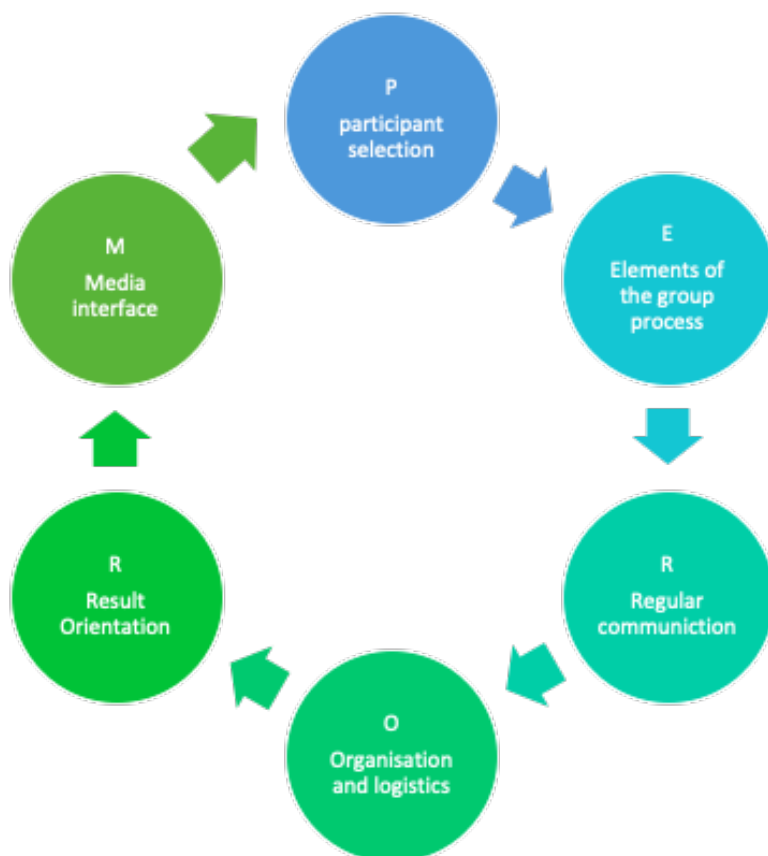 P
participant
selection
E
Elements of
the group
process
R
Regular
communiction
O
Organisation
and logistics
R
Result
Orientation
M
Media
interface